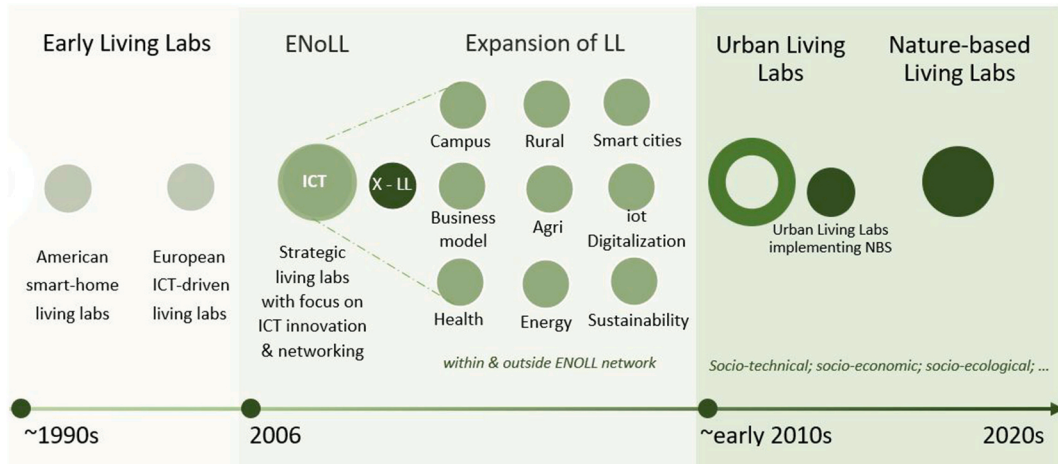 Early Living Labs
American
smart-home
living labs
European
ICT-driven
living labs
ENoLL
ICT
X - LL
Strategic
living labs
with focus on
ICT innovation
& networking
Expansion of LL
Campus
Rural
Smart cities
Business
model
Agri
iot
Digitalization
Health
Energy
Sustainability
within & outside ENOLL network
Urban Living
Labs
Nature-based
Living Labs
Urban Living Labs
implementing NBS
Socio-technical; socio-economic; socio-ecological; ...
~1990s
2006
~early 2010s
2020s